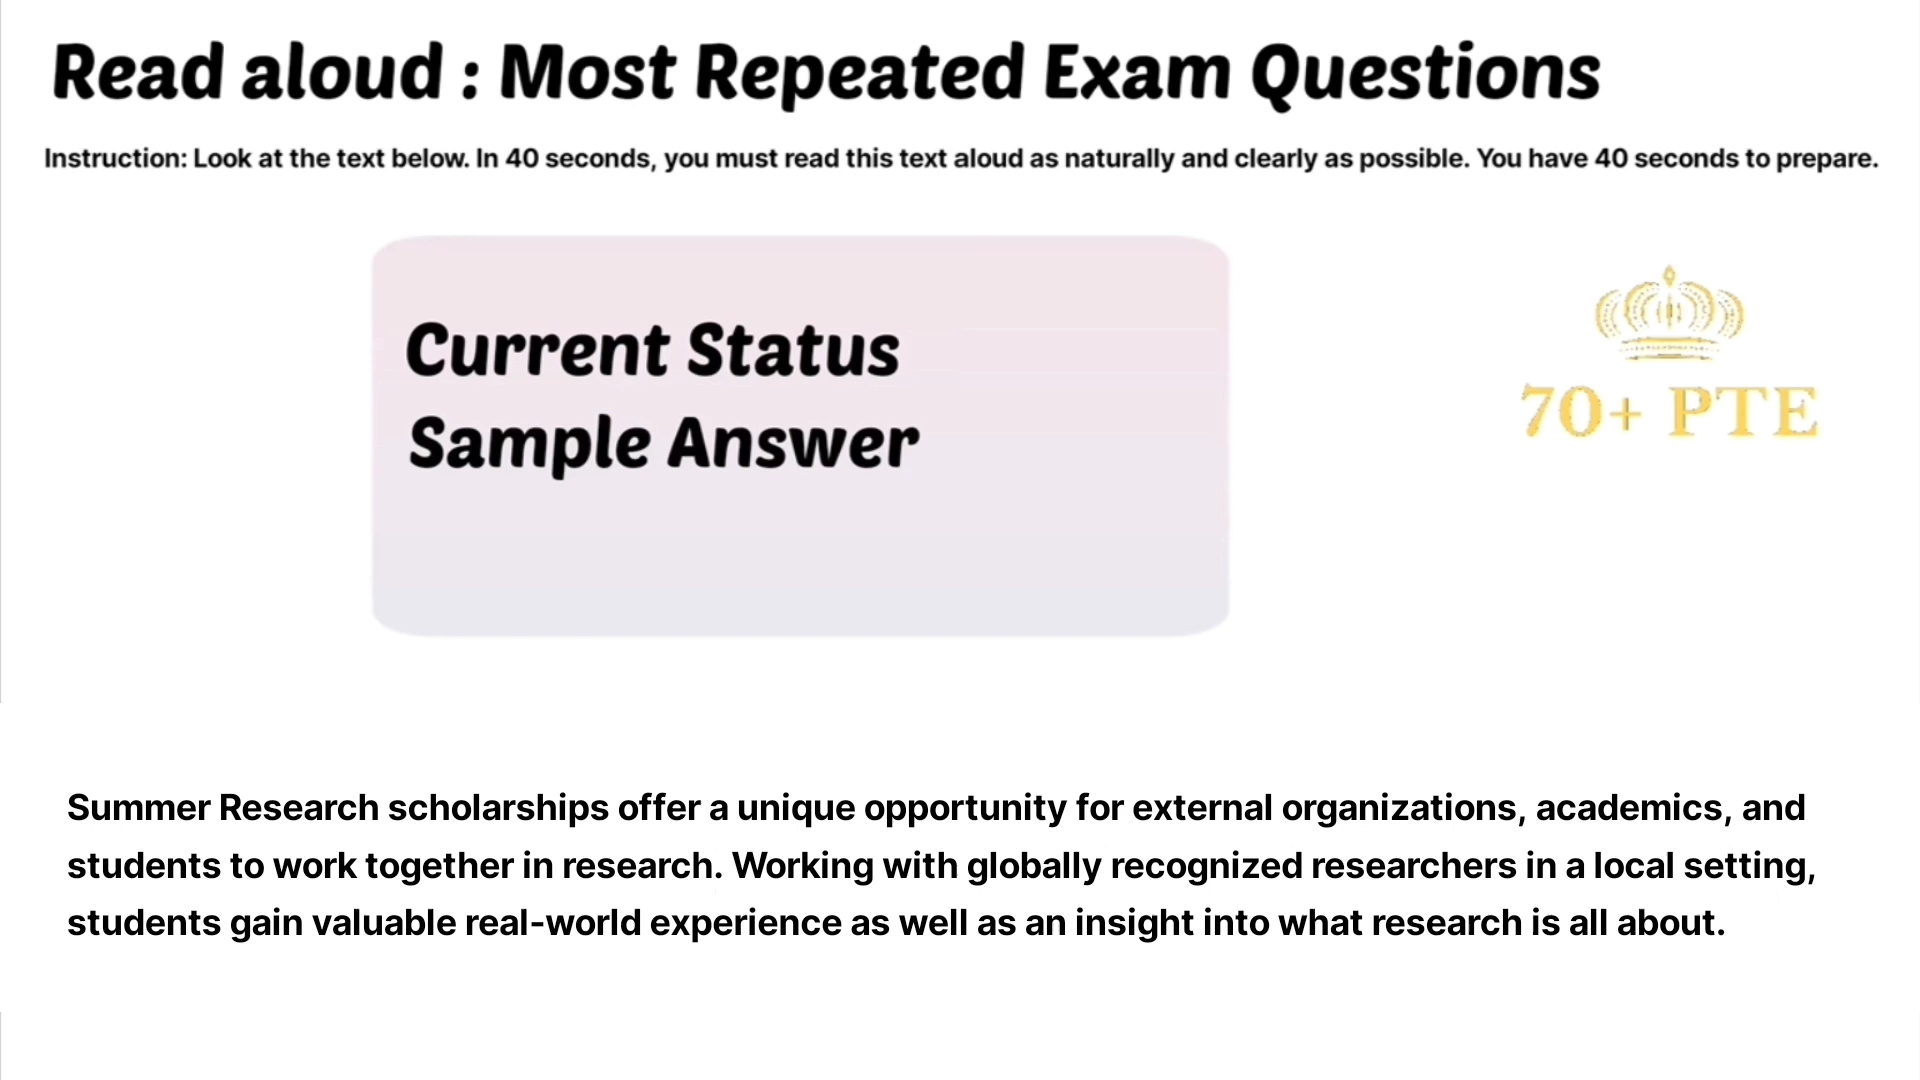 Read aloud : Most Repeated Exam Questions
Instruction: Look at the text below. In 40 seconds, you must read this text aloud as naturally and clearly as possible. You have 40 seconds to prepare.
Current Status
Sample Answer
70+ PTE
Summer Research scholarships offer a unique opportunity for external organizations, academics, and
students to work together in research. Working with globally recognized researchers in a local setting,
students gain valuable real-world experience as well as an insight into what research is all about.